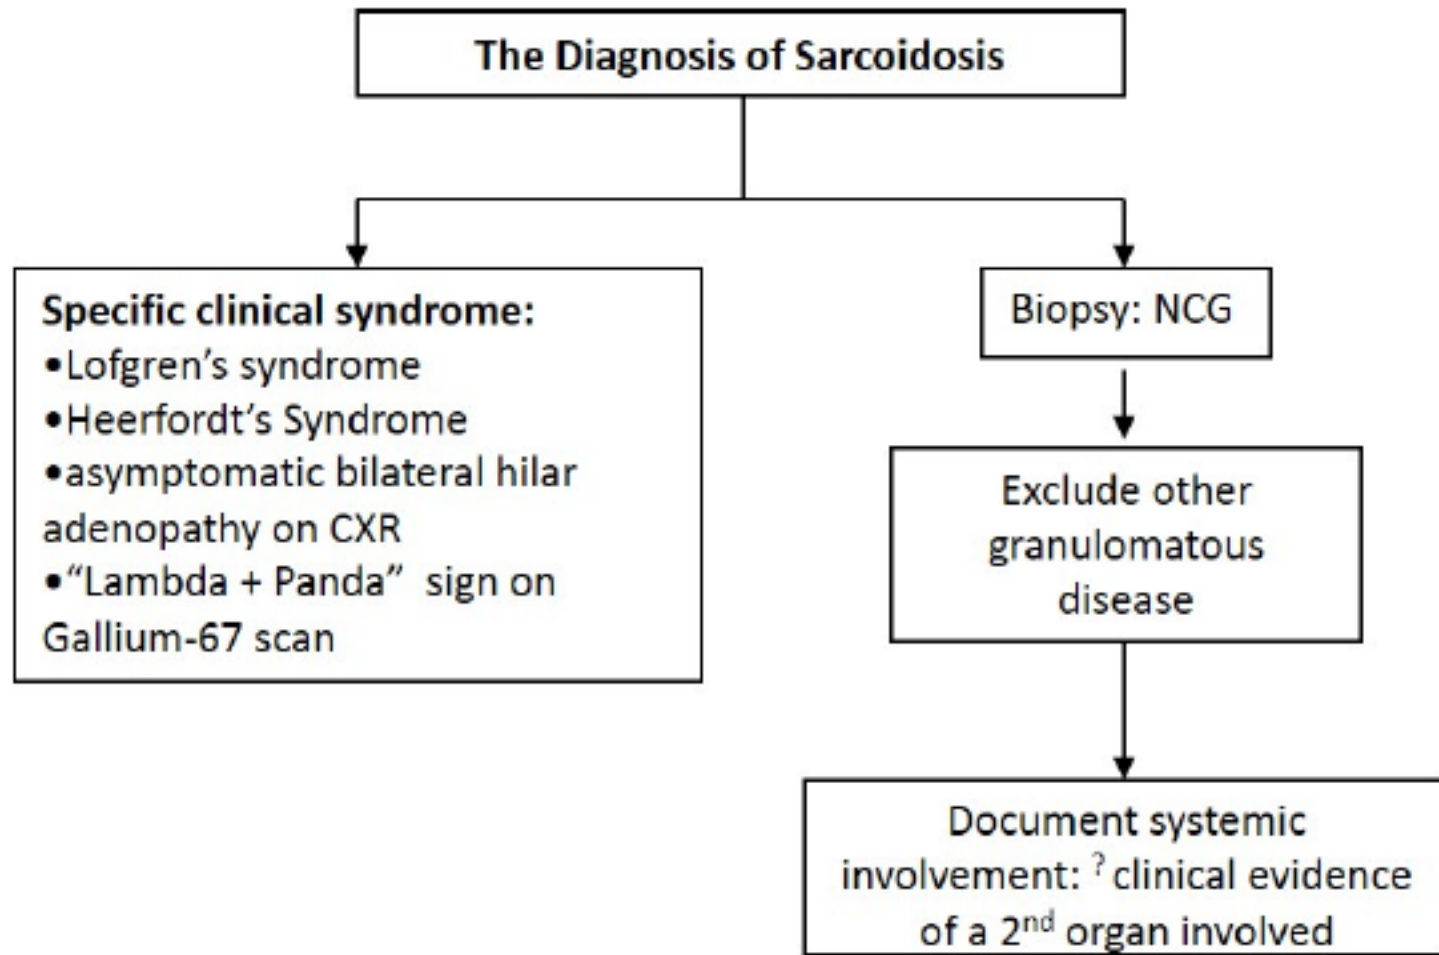 The Diagnosis of Sarcoidosis
Specific clinical syndrome:
•Lofgren’s syndrome
•Heerfordt’s Syndrome
•asymptomatic bilateral hilar
adenopathy on CXR
•“Lambda + Panda” sign on
Gallium-67 scan
Biopsy: NCG
Exclude other
granulomatous
disease
Document systemic
involvement: ? clinical evidence
of a 2nd organ involved